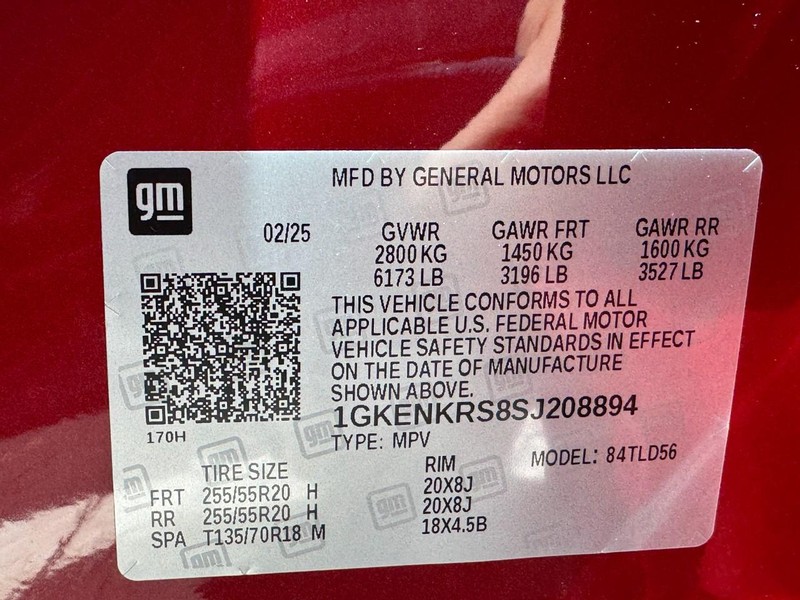 gm
MFD BY GENERAL MOTORS LLC
02/25 GVWR GAWR FRT GAWR RR
2800 KG 1450 KG 1600 KG
6173 LB 3196 LB 3527 LB
THIS VEHICLE CONFORMS TO ALL
APPLICABLE U.S. FEDERAL MOTOR
VEHICLE SAFETY STANDARDS IN EFFECT
ON THE DATE OF MANUFACTURE
SHOWN ABOVE.
1GKENKRS8SJ208894
170H
TYPE: MPV MODEL: 84TLD56
TIRE SIZE RIM
FRT 255/55R20 H 20X8J
RR 255/55R20 H 20X8J
SPA T135/70R18 M 18X4.5B